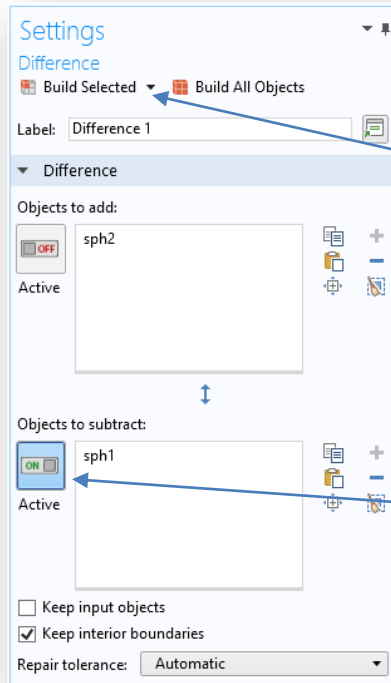 Settings
Difference
Build Selected Build All Objects
Label: Difference 1
Difference
Objects to add:
OFF
sph2
Active
Objects to subtract:
ON
sph1
Active
Keep input objects
Keep interior boundaries
Repair tolerance: Automatic